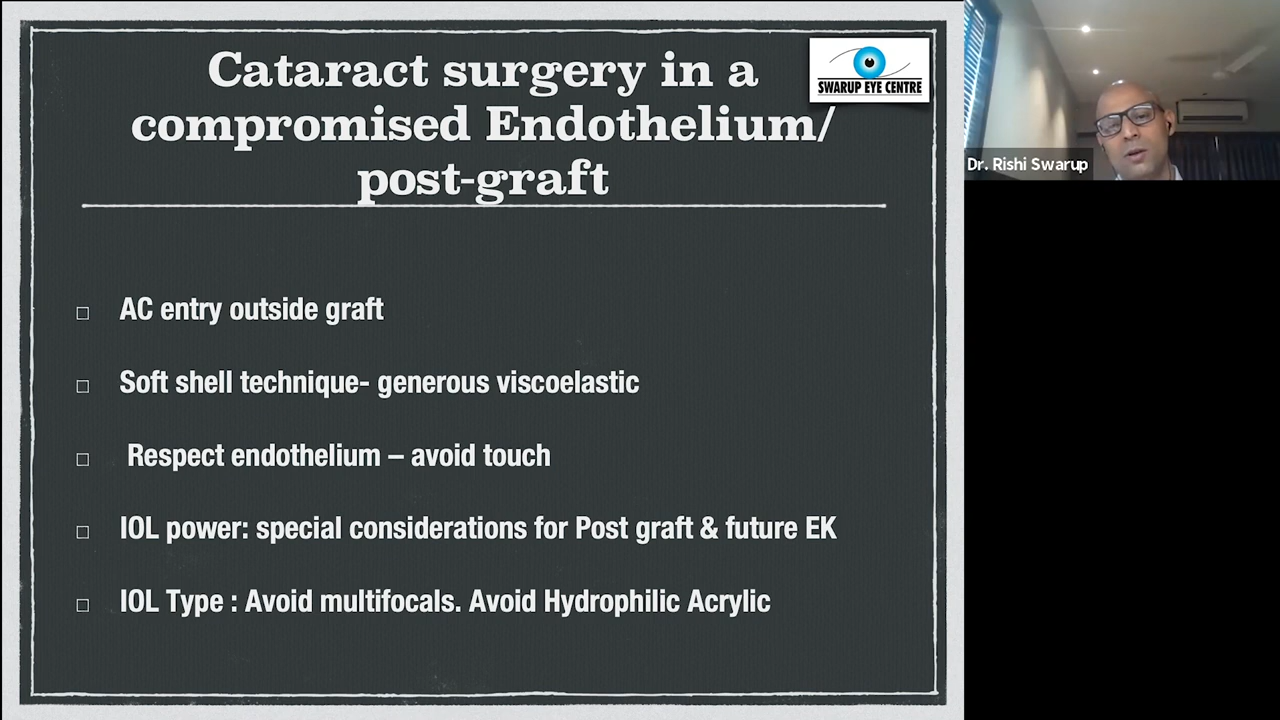 Cataract surgery in a
compromised Endothelium/
post-graft
SWARUP EYE CENTRE
Dr. Rishi Swarup
AC entry outside graft
Soft shell technique- generous viscoelastic
Respect endothelium – avoid touch
IOL power: special considerations for Post graft & future EK
IOL Type : Avoid multifocals. Avoid Hydrophilic Acrylic